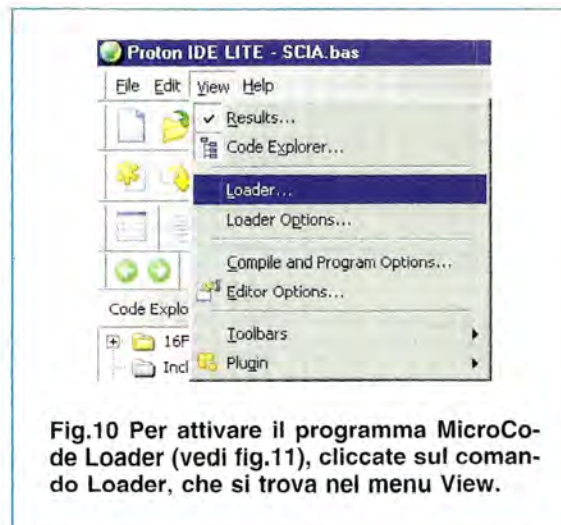 Proton IDE LITE - SCIA.bas
File Edit View Help
Results...
Code Explorer...
Loader...
Loader Options...
Compile and Program Options...
Editor Options...
Code Explo
Toolbars
16F
Plugin
Incl
Fig.10 Per attivare il programma MicroCo-
de Loader (vedi fig.11), cliccate sul coman-
do Loader, che si trova nel menu View.